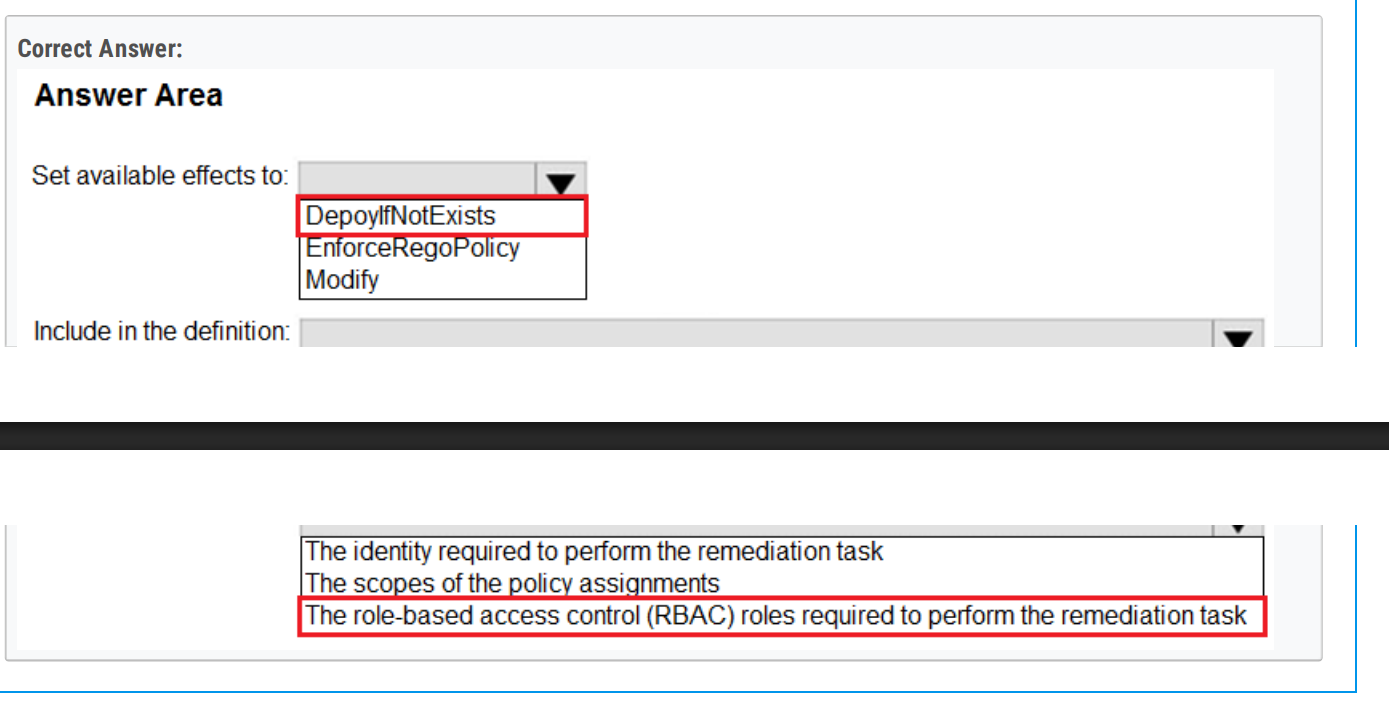 Correct Answer:
Answer Area
Set available effects to:
DepoyIfNotExists
EnforceRegoPolicy
Modify
Include in the definition:
The identity required to perform the remediation task
The scopes of the policy assignments
The role-based access control (RBAC) roles required to perform the remediation task